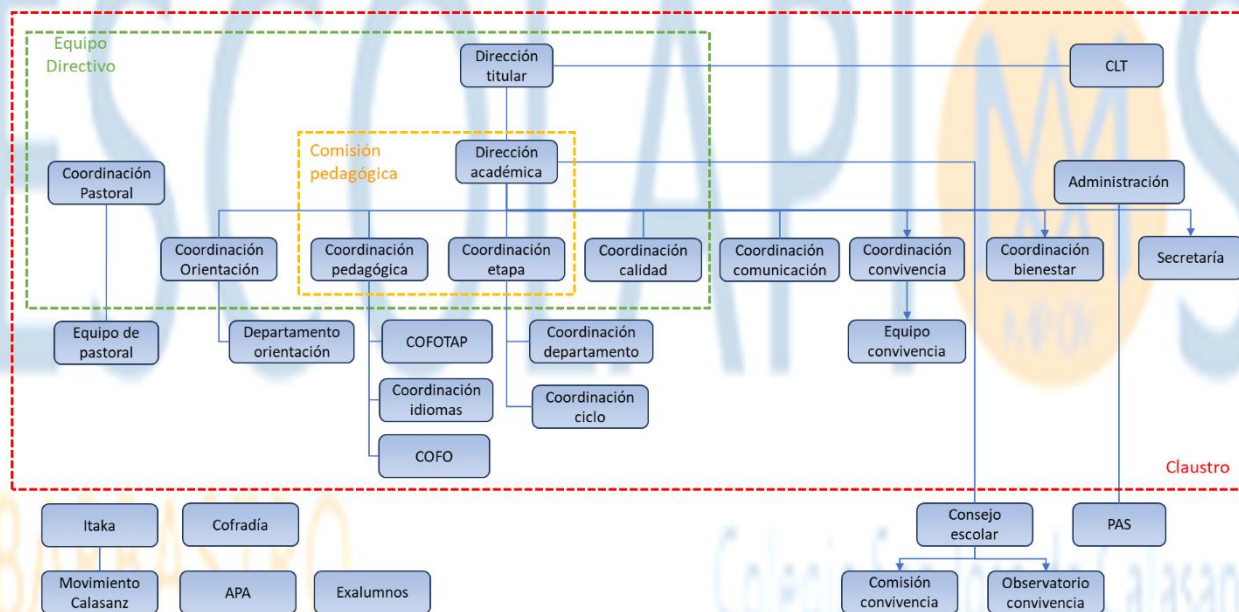 ESCOLAPIOS
Equipo
Directivo
Dirección
titular
CLT
Comisión
pedagógica
Dirección
académica
Coordinación
Pastoral
Administración
Coordinación
Orientación
Coordinación
pedagógica
Coordinación
etapa
Coordinación
calidad
Coordinación
comunicación
Coordinación
convivencia
Coordinación
bienestar
Secretaría
Equipo de
pastoral
Departamento
orientación
COFOTAP
Coordinación
departamento
Equipo
convivencia
Coordinación
idiomas
Coordinación
ciclo
COFO
Claustro
BARBASTRO
Itaka
Cofradía
Consejo
escolar
PAS
Movimiento
Calasanz
APA
Exalumnos
Comisión
convivencia
Observatorio
convivencia